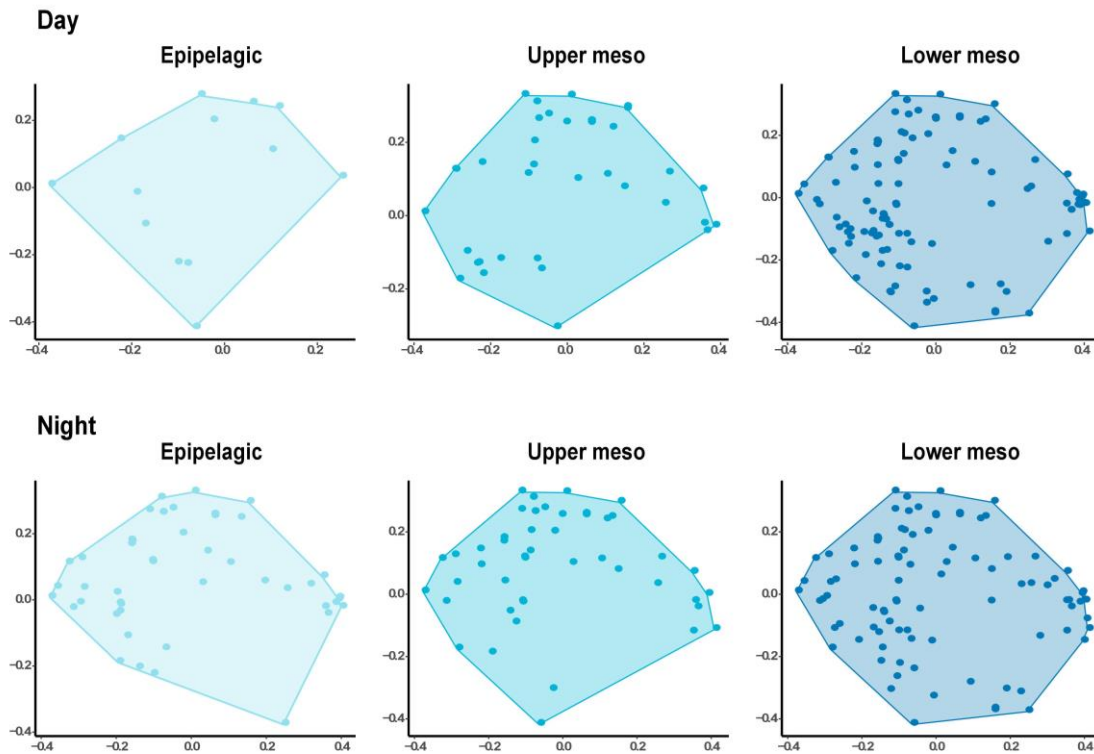 Day
Epipelagic Upper meso Lower meso
0.2 0.2 0.2
0.0 0.0 0.0
−0.2 −0.2 −0.2
−0.4 −0.4
−0.4 −0.2 0.0 0.2 −0.4 −0.2 0.0 0.2 0.4 −0.4 −0.2 0.0 0.2 0.4
Night
Epipelagic Upper meso Lower meso
0.2 0.2 0.2
0.0 0.0 0.0
−0.2 −0.2 −0.2
−0.4 −0.4 −0.4
−0.4 −0.2 0.0 0.2 0.4 −0.4 −0.2 0.0 0.2 0.4 −0.4 −0.2 0.0 0.2 0.4